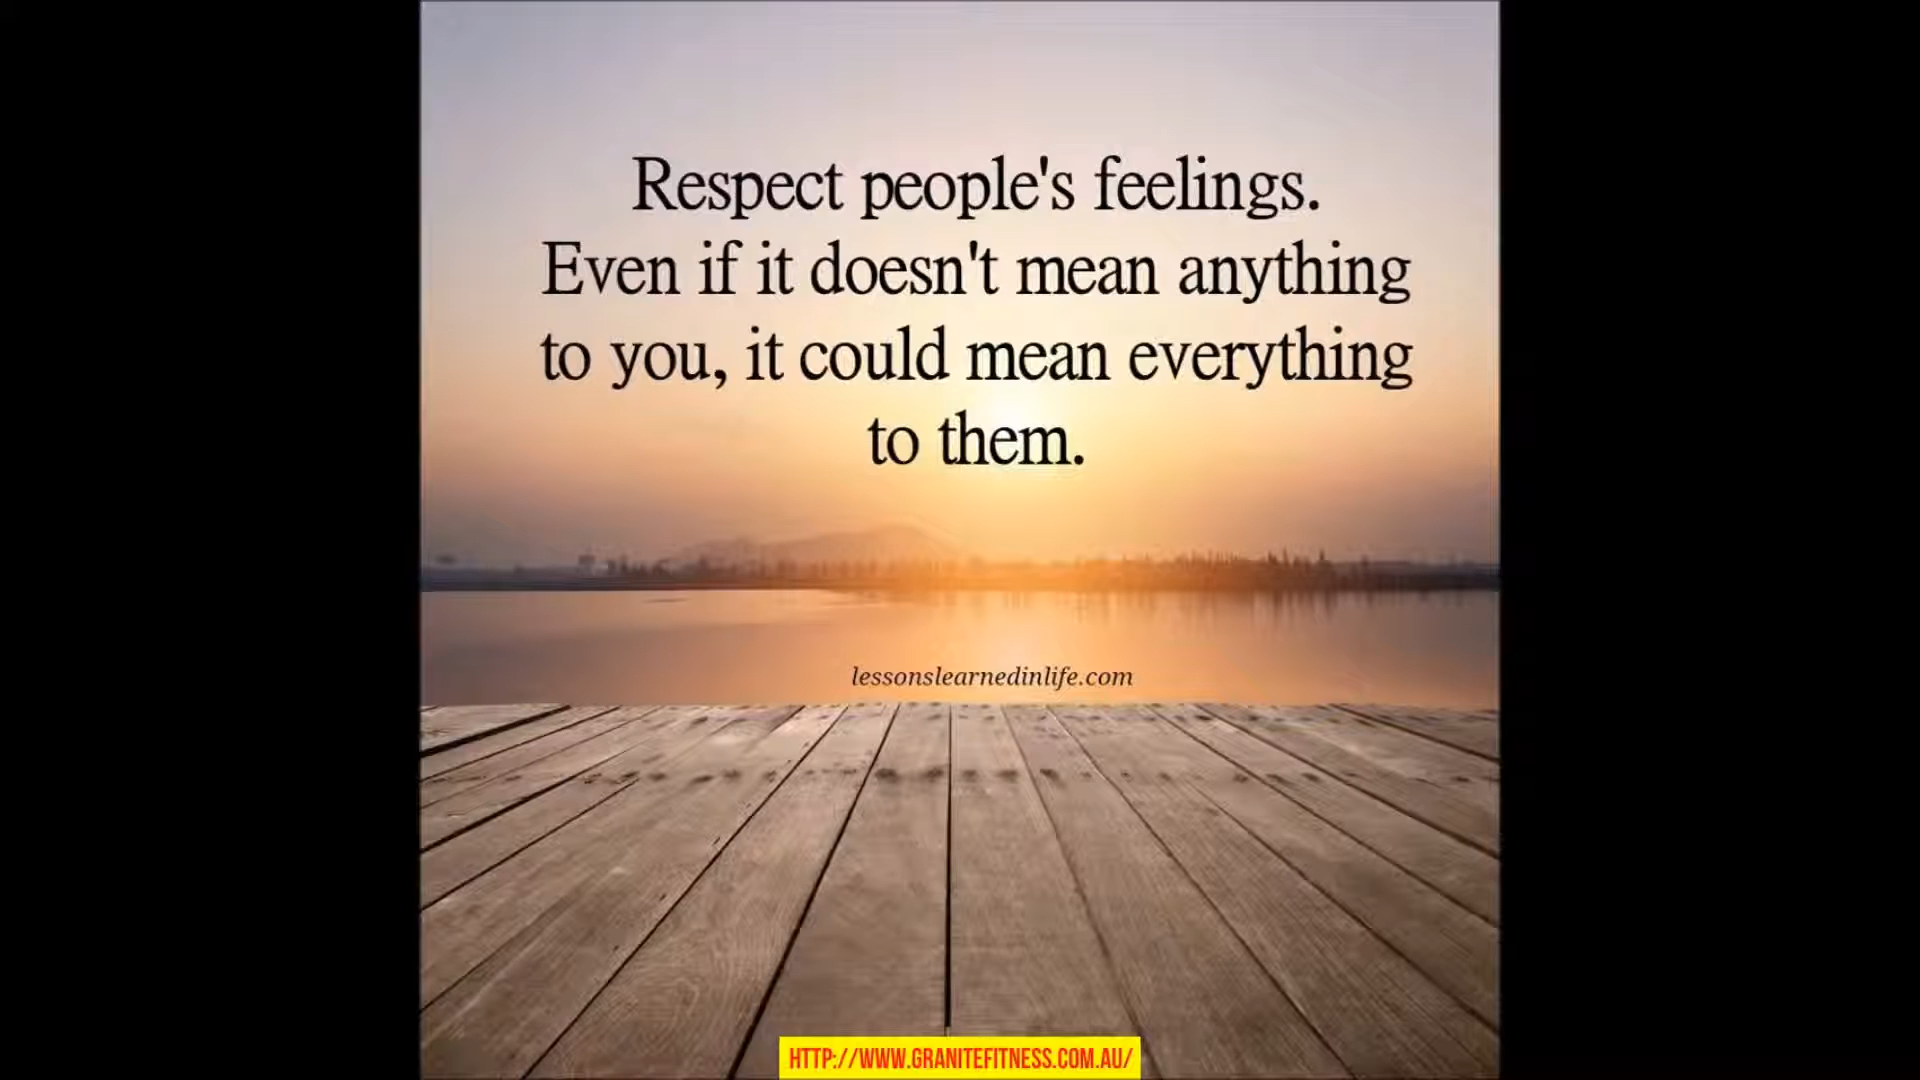 Respect people's feelings.
Even if it doesn't mean anything
to you, it could mean everything
to them.
lessonslearnedinlife.com
HTTP://WWW.GRANITEFITNESS.COM.AU/